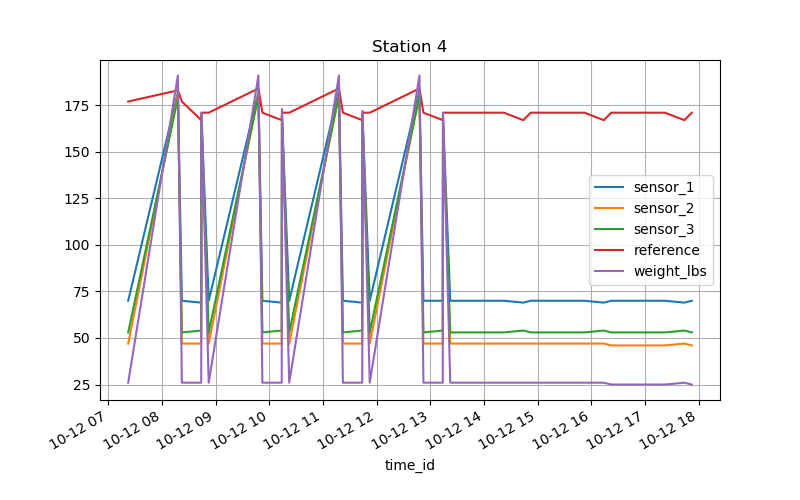 Station 4
175
150
125
100
75
50
25
sensor_1
sensor_2
sensor_3
reference
weight_lbs
10-12 07
10-12 08
10-12 09
10-12 10
10-12 11
10-12 12
10-12 13
10-12 14
10-12 15
10-12 16
10-12 17
10-12 18
time_id